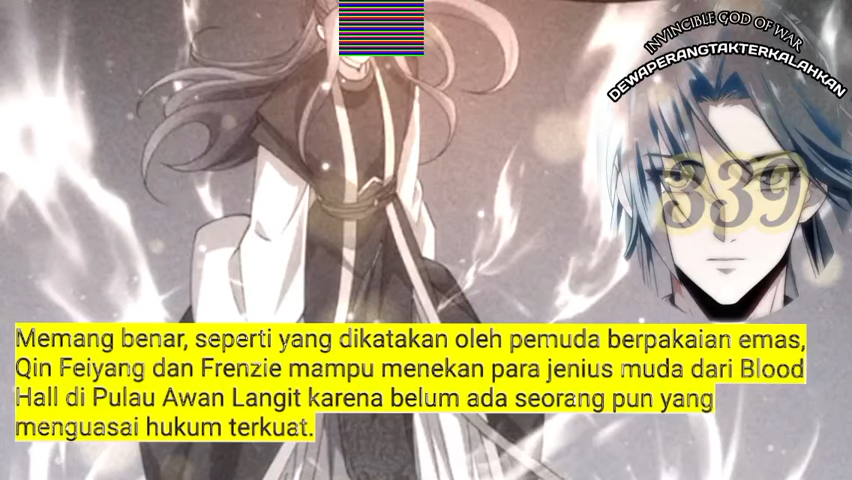 INVINCIBLE GOD OF WAR
DEWAPERANGTAKTERKALAHKAN
339
Memang benar, seperti yang dikatakan oleh pemuda berpakaian emas,
Qin Feiyang dan Frenzie mampu menekan para jenius muda dari Blood
Hall di Pulau Awan Langit karena belum ada seorang pun yang
menguasai hukum terkuat.